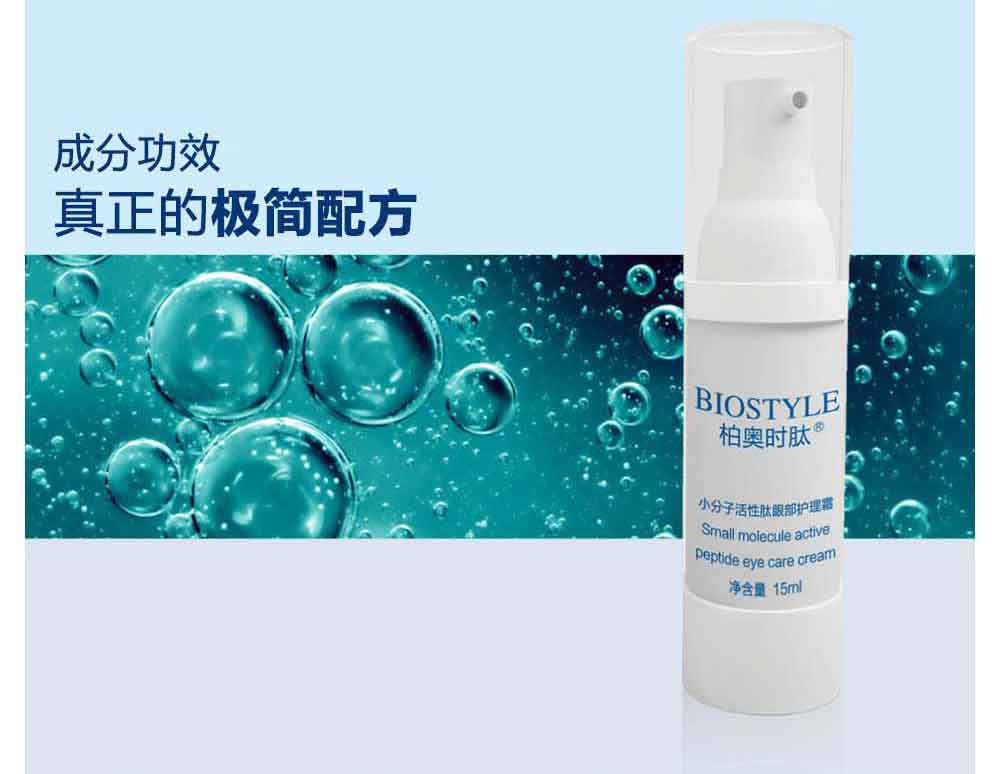 成分功效
真正的极简配方
BIOSTYLE
柏奥时肽®
小分子活性肽眼部护理霜
Small molecule active
peptide eye care cream
净含量 15ml